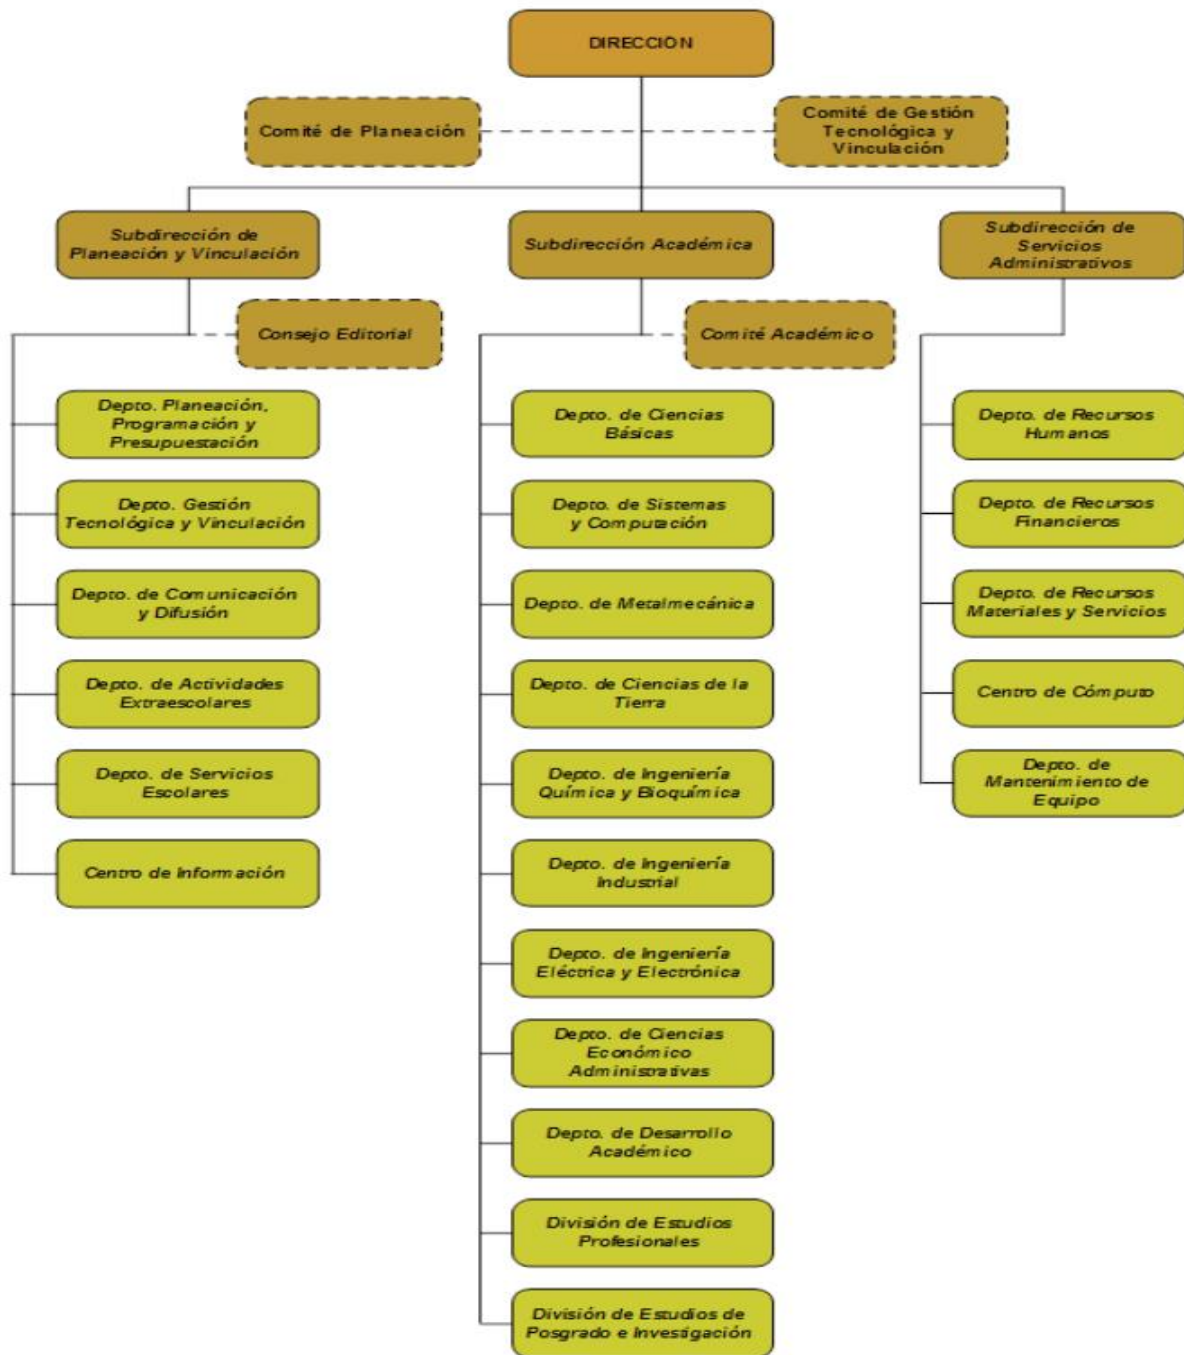 DIRECCIÓN
Comité de Planeación
Comité de Gestión
Tecnológica y
Vinculación
Subdirección de
Planeación y Vinculación
Subdirección Académica
Subdirección de
Servicios
Administrativos
Consejo Editorial
Comité Académico
Depto. Planeación,
Programación y
Presupuestación
Depto. Gestión
Tecnológica y Vinculación
Depto. de Comunicación
y Difusión
Depto. de Actividades
Extraescolares
Depto. de Servicios
Escolares
Centro de Información
Depto. de Ciencias
Básicas
Depto. de Sistemas
y Computación
Depto. de Metalmecánica
Depto. de Ciencias de la
Tierra
Depto. de Ingeniería
Química y Bioquímica
Depto. de Ingeniería
Industrial
Depto. de Ingeniería
Eléctrica y Electrónica
Depto. de Ciencias
Económico
Administrativas
Depto. de Desarrollo
Académico
División de Estudios
Profesionales
División de Estudios de
Posgrado e Investigación
Depto. de Recursos
Humanos
Depto. de Recursos
Financieros
Depto. de Recursos
Materiales y Servicios
Centro de Cómputo
Depto. de
Mantenimiento de
Equipo